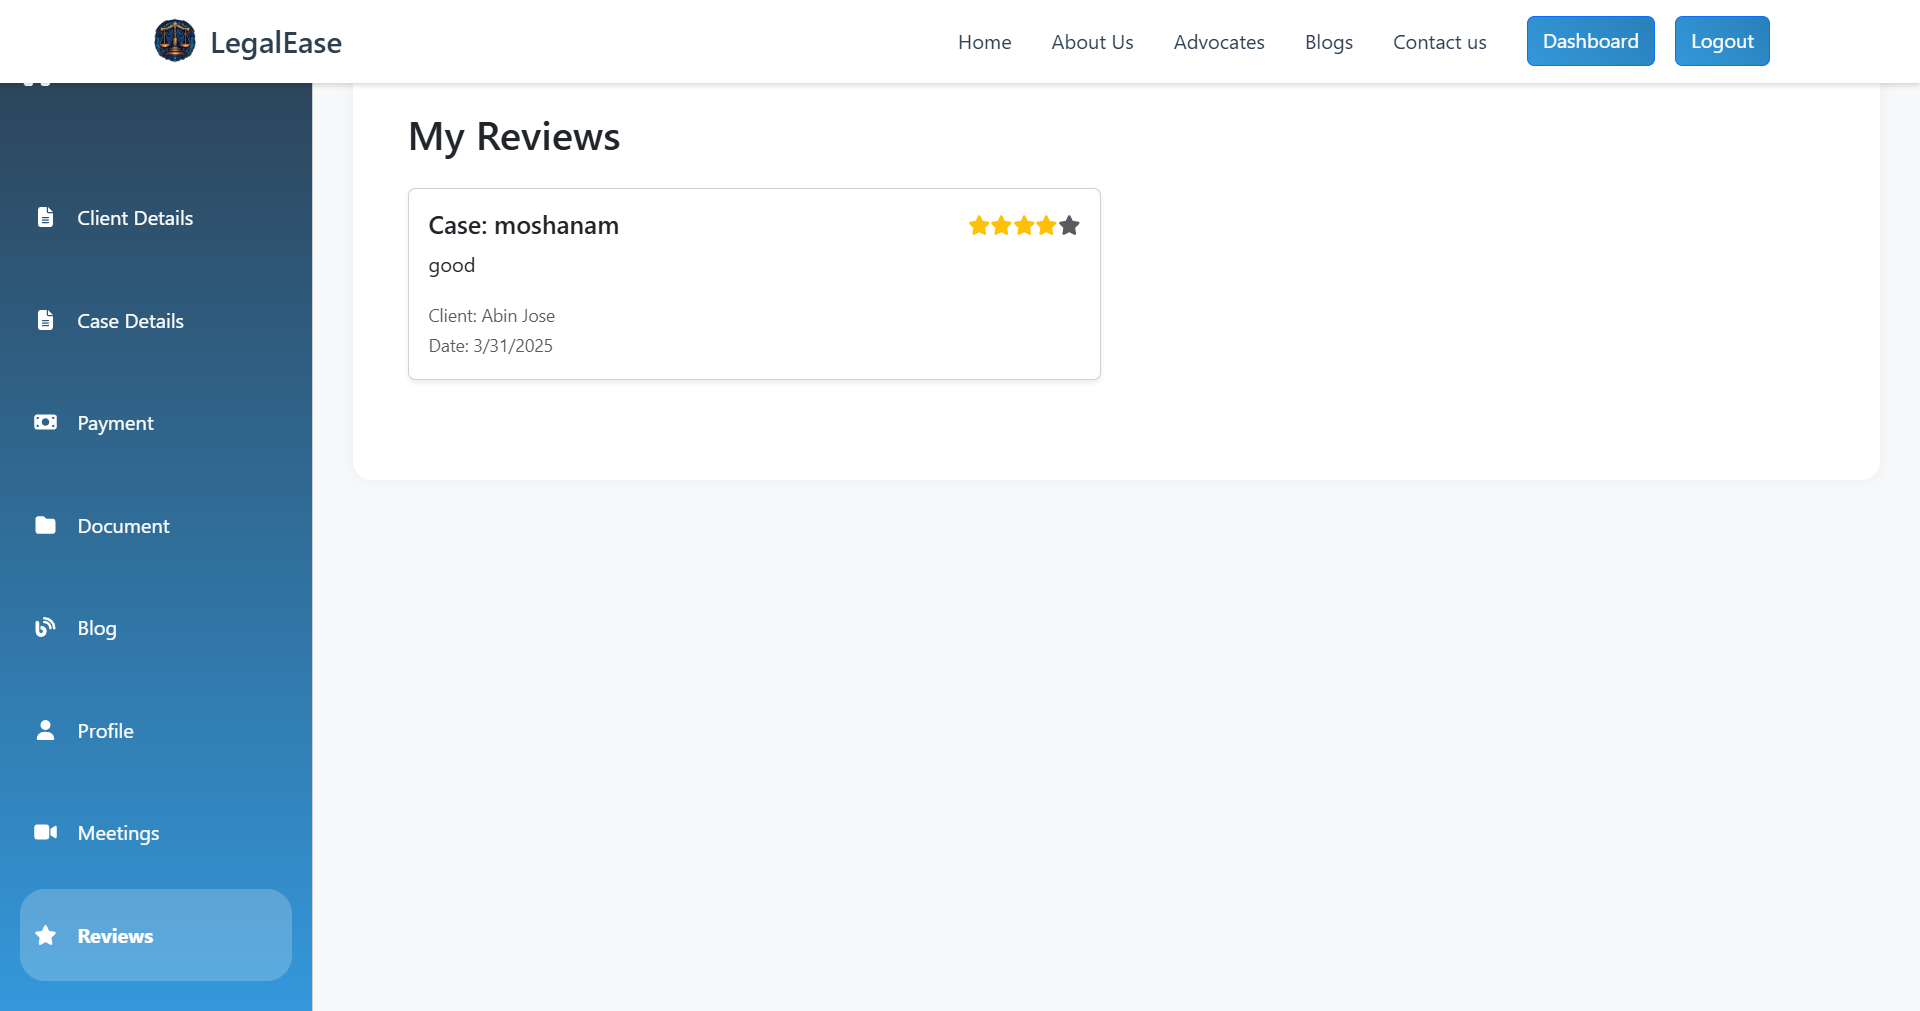 LegalEase
Home
About Us
Advocates
Blogs
Contact us
Dashboard
Logout
Client Details
Case Details
Payment
Document
Blog
Profile
Meetings
Reviews
My Reviews
Case: moshanam
good
Client: Abin Jose
Date: 3/31/2025